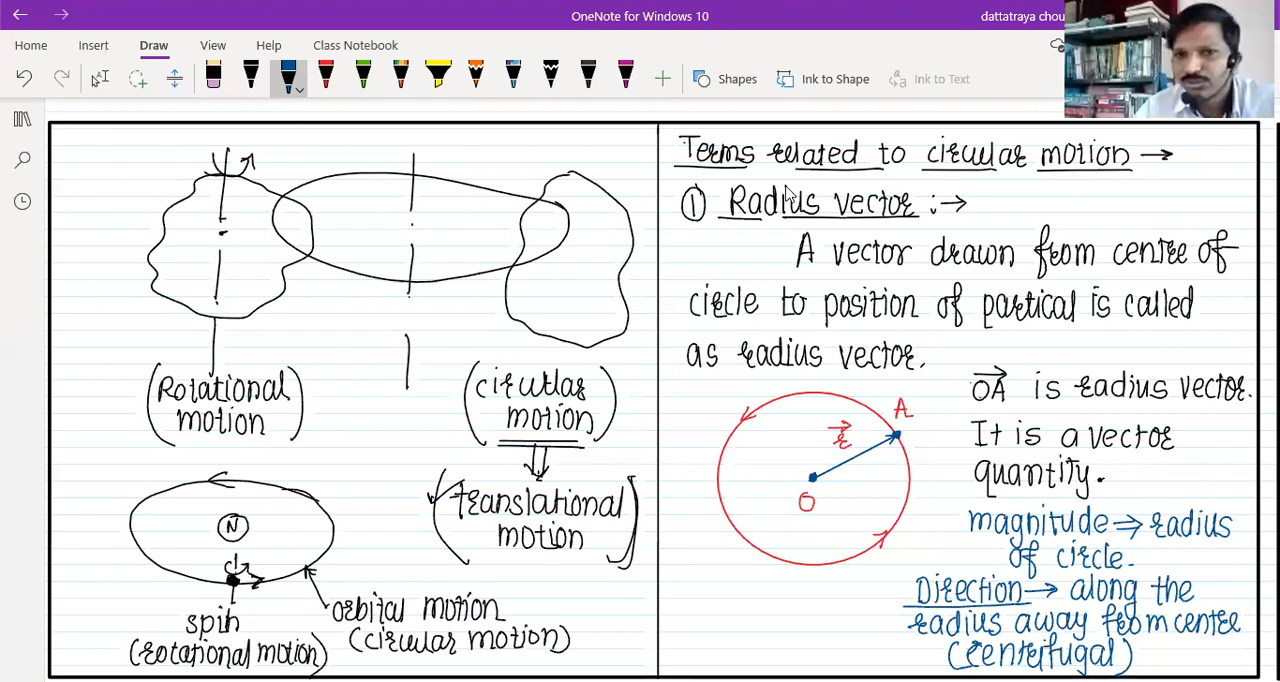 OneNote for Windows 10
dattatraya chou
Home Insert Draw View Help Class Notebook
Shapes Ink to Shape Ink to Text
(Rotational
motion)
(circular
motion)
(translational
motion)
N
spin
(rotational motion)
orbital motion
(circular motion)
Terms related to circular motion →
① Radius vector :→
A vector drawn from centre of
circle to position of partical is called
as radius vector.
A
r
O
OA is radius vector.
It is a vector
quantity.
magnitude ⇒ radius
of circle.
Direction → along the
radius away from centre
(centrifugal)